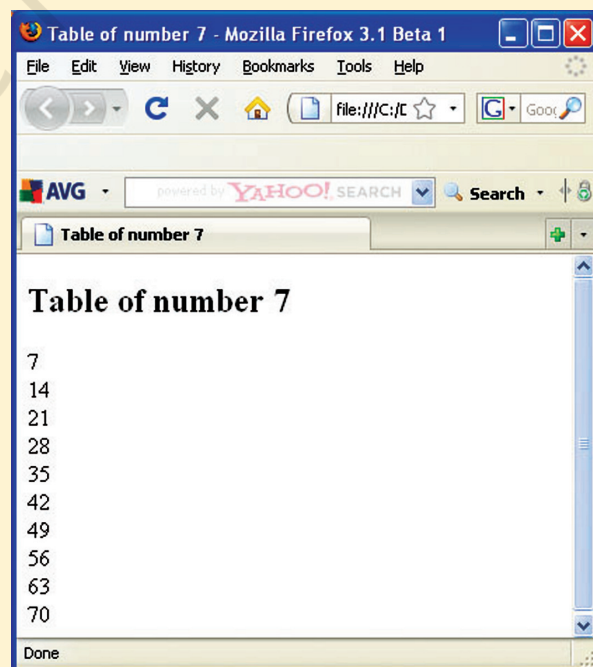 Table of number 7 - Mozilla Firefox 3.1 Beta 1
File Edit View History Bookmarks Tools Help
file:///C:/ G
AVG powered by YAHOO! SEARCH Search
Table of number 7
Table of number 7
7
14
21
28
35
42
49
56
63
70
Done